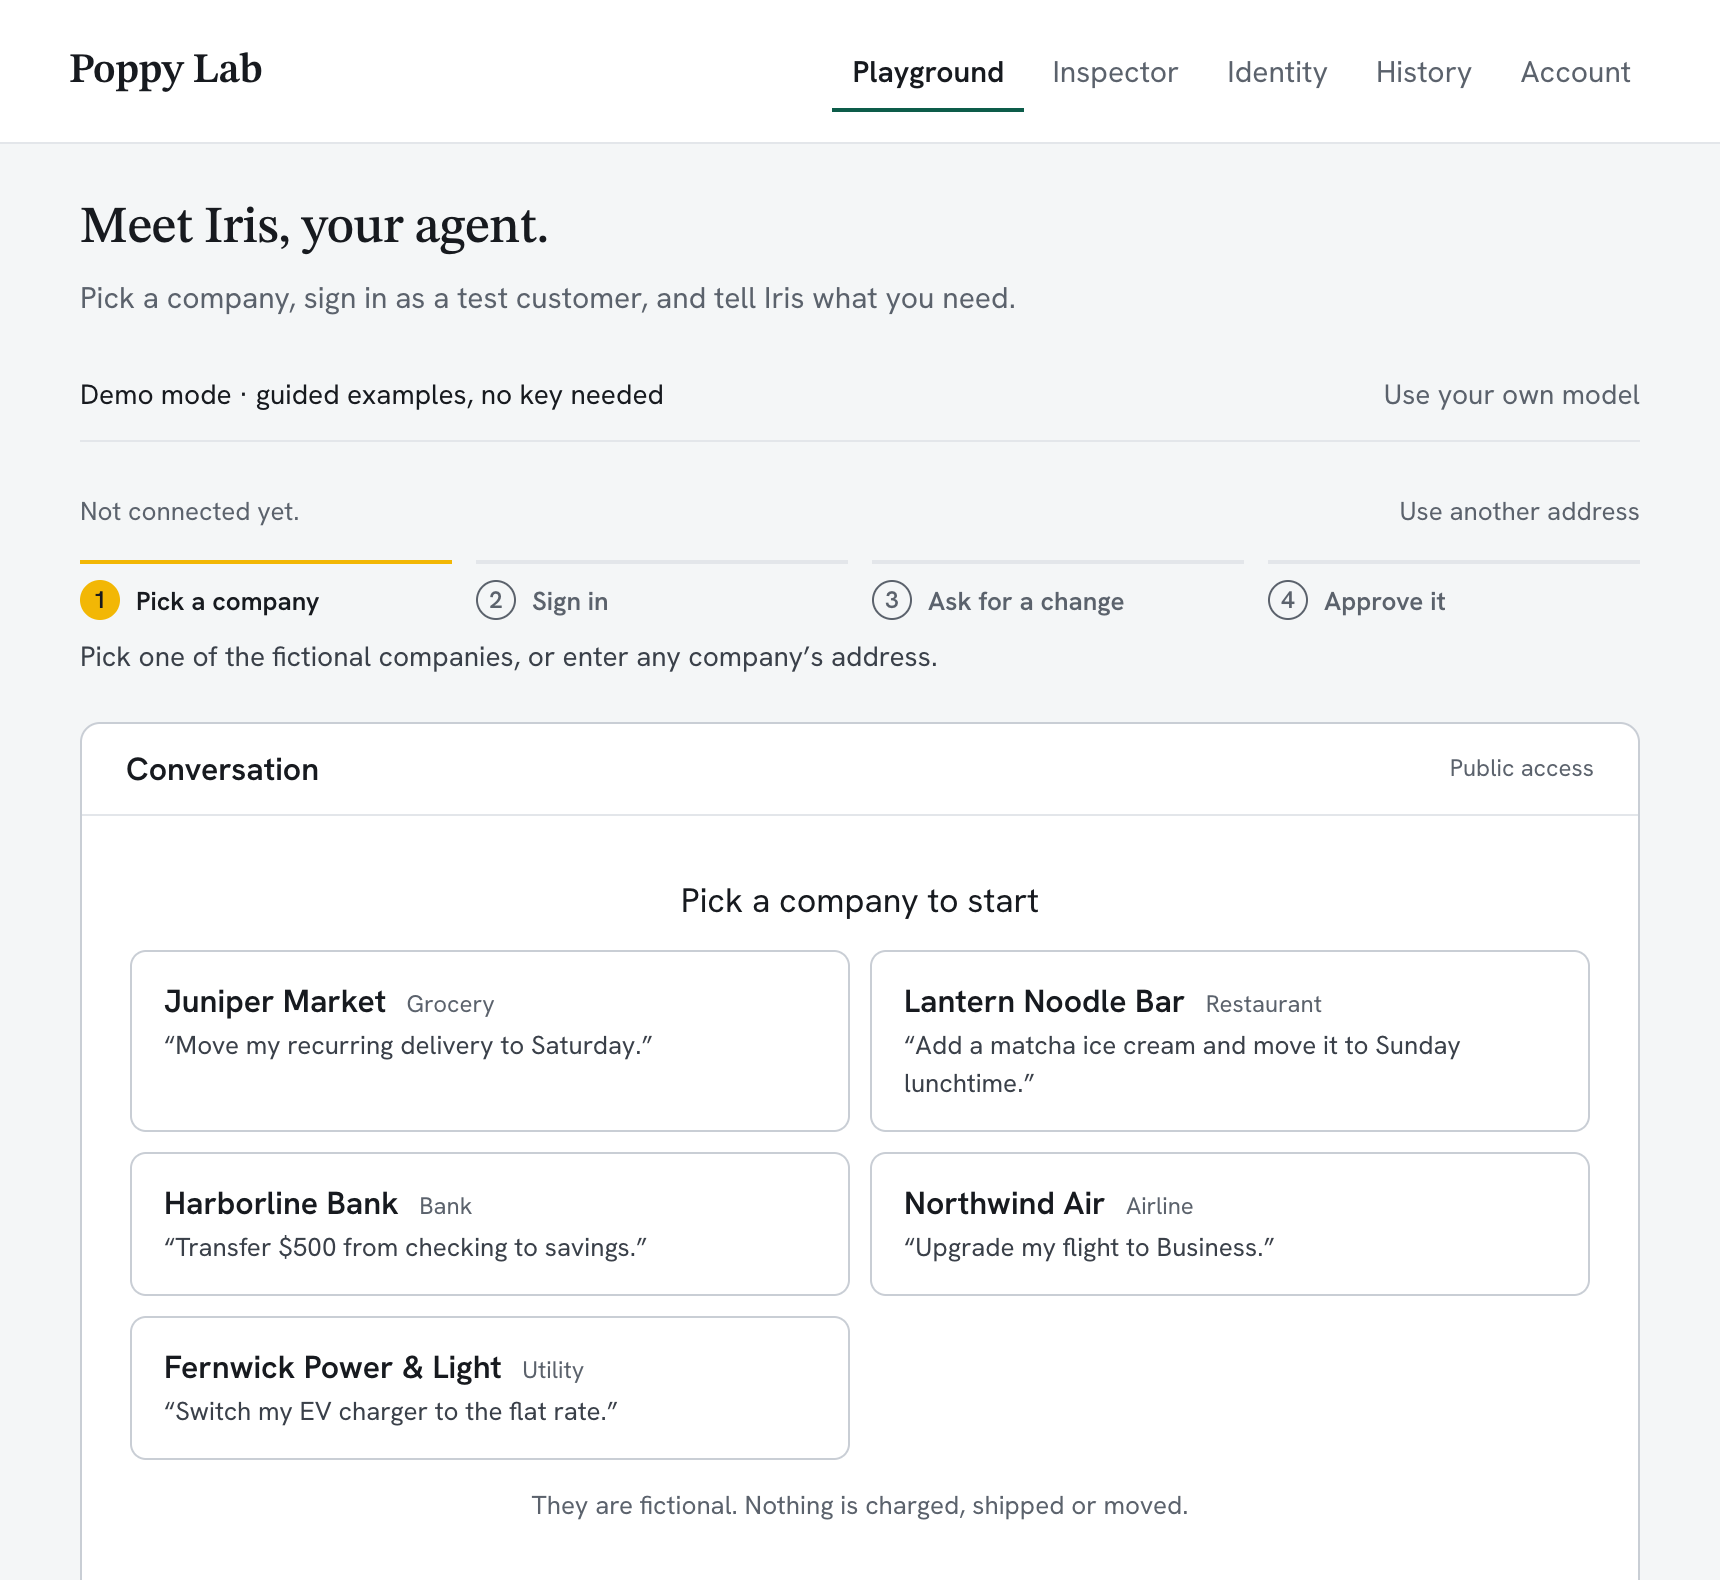 Poppy Lab
Playground Inspector Identity History Account
Meet Iris, your agent.
Pick a company, sign in as a test customer, and tell Iris what you need.
Demo mode · guided examples, no key needed
Use your own model
Not connected yet.
Use another address
1 Pick a company
2 Sign in
3 Ask for a change
4 Approve it
Pick one of the fictional companies, or enter any company’s address.
Conversation
Public access
Pick a company to start
Juniper Market Grocery
“Move my recurring delivery to Saturday.”
Lantern Noodle Bar Restaurant
“Add a matcha ice cream and move it to Sunday
lunchtime.”
Harborline Bank Bank
“Transfer $500 from checking to savings.”
Northwind Air Airline
“Upgrade my flight to Business.”
Fernwick Power & Light Utility
“Switch my EV charger to the flat rate.”
They are fictional. Nothing is charged, shipped or moved.